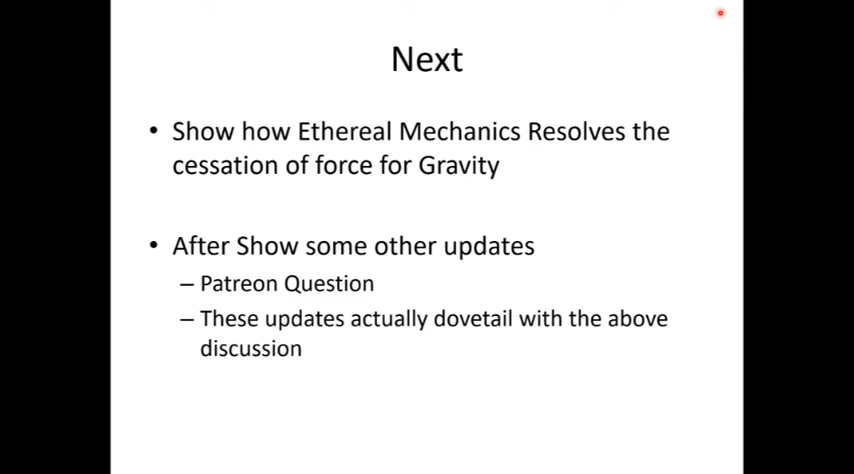 Next
• Show how Ethereal Mechanics Resolves the
cessation of force for Gravity
• After Show some other updates
– Patreon Question
– These updates actually dovetail with the above
discussion